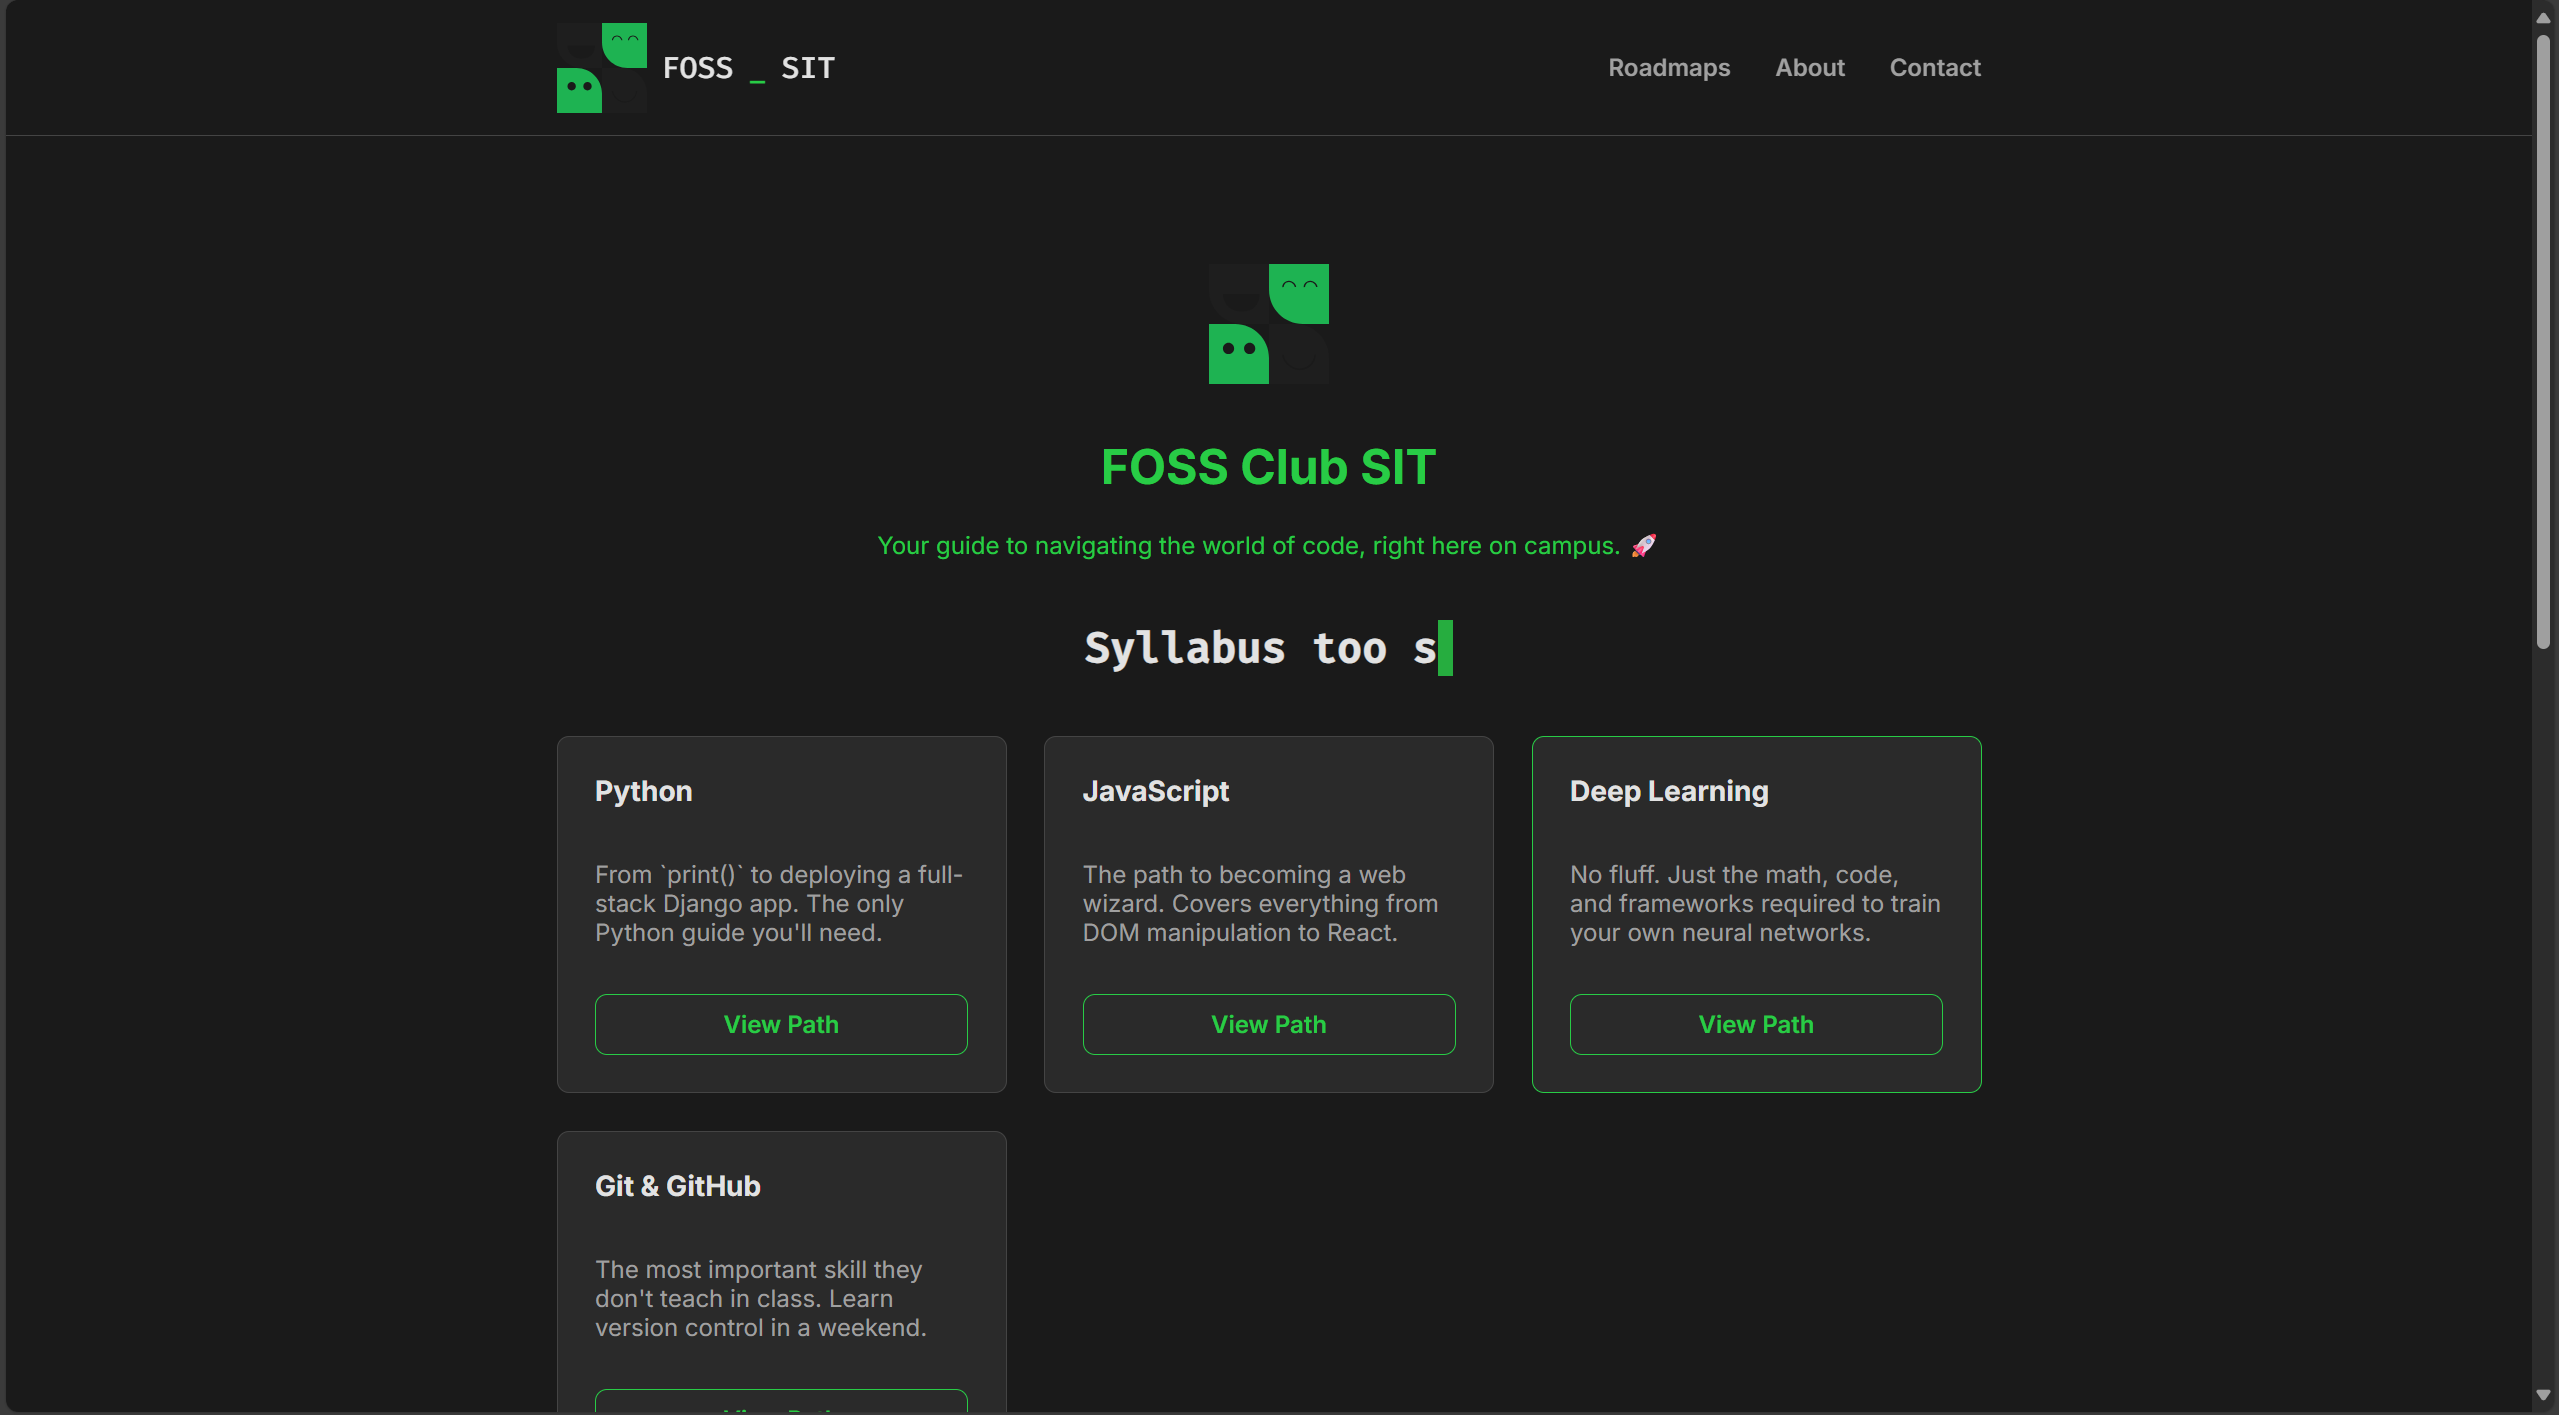 FOSS _ SIT
Roadmaps About Contact
FOSS Club SIT
Your guide to navigating the world of code, right here on campus. 🚀
Syllabus too s
Python
From `print()` to deploying a full-
stack Django app. The only
Python guide you'll need.
View Path
JavaScript
The path to becoming a web
wizard. Covers everything from
DOM manipulation to React.
View Path
Deep Learning
No fluff. Just the math, code,
and frameworks required to train
your own neural networks.
View Path
Git & GitHub
The most important skill they
don't teach in class. Learn
version control in a weekend.